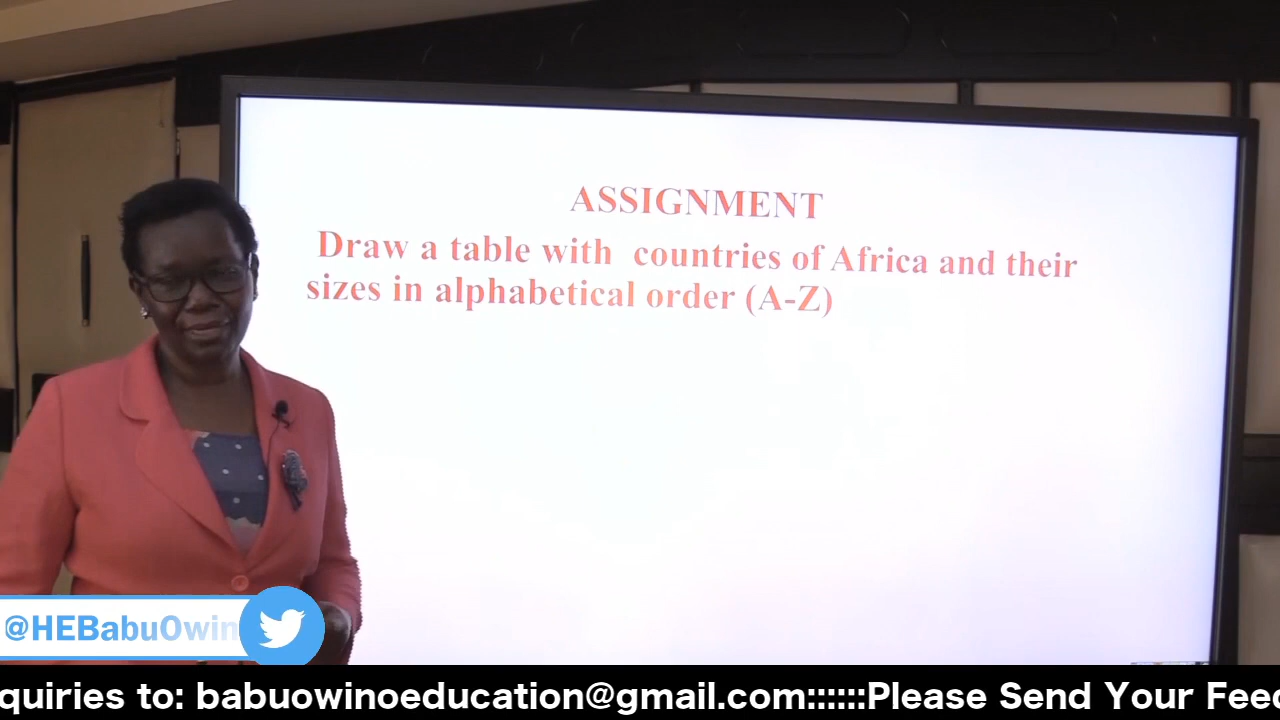 ASSIGNMENT
Draw a table with countries of Africa and their
sizes in alphabetical order (A-Z)
@HEBabuOwin
quiries to: babuowinoeducation@gmail.com::::::Please Send Your Feed